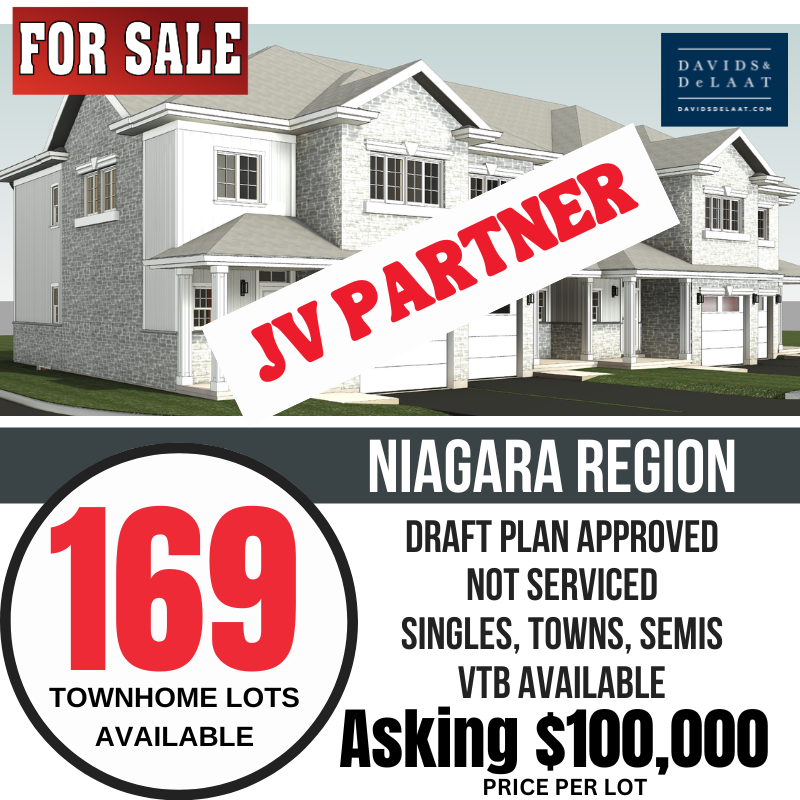 FOR SALE
DAVIDS &
DeLAAT
DAVIDSDELAAT.COM
JV PARTNER
NIAGARA REGION
169
TOWNHOME LOTS
AVAILABLE
DRAFT PLAN APPROVED
NOT SERVICED
SINGLES, TOWNS, SEMIS
VTB AVAILABLE
Asking $100,000
PRICE PER LOT